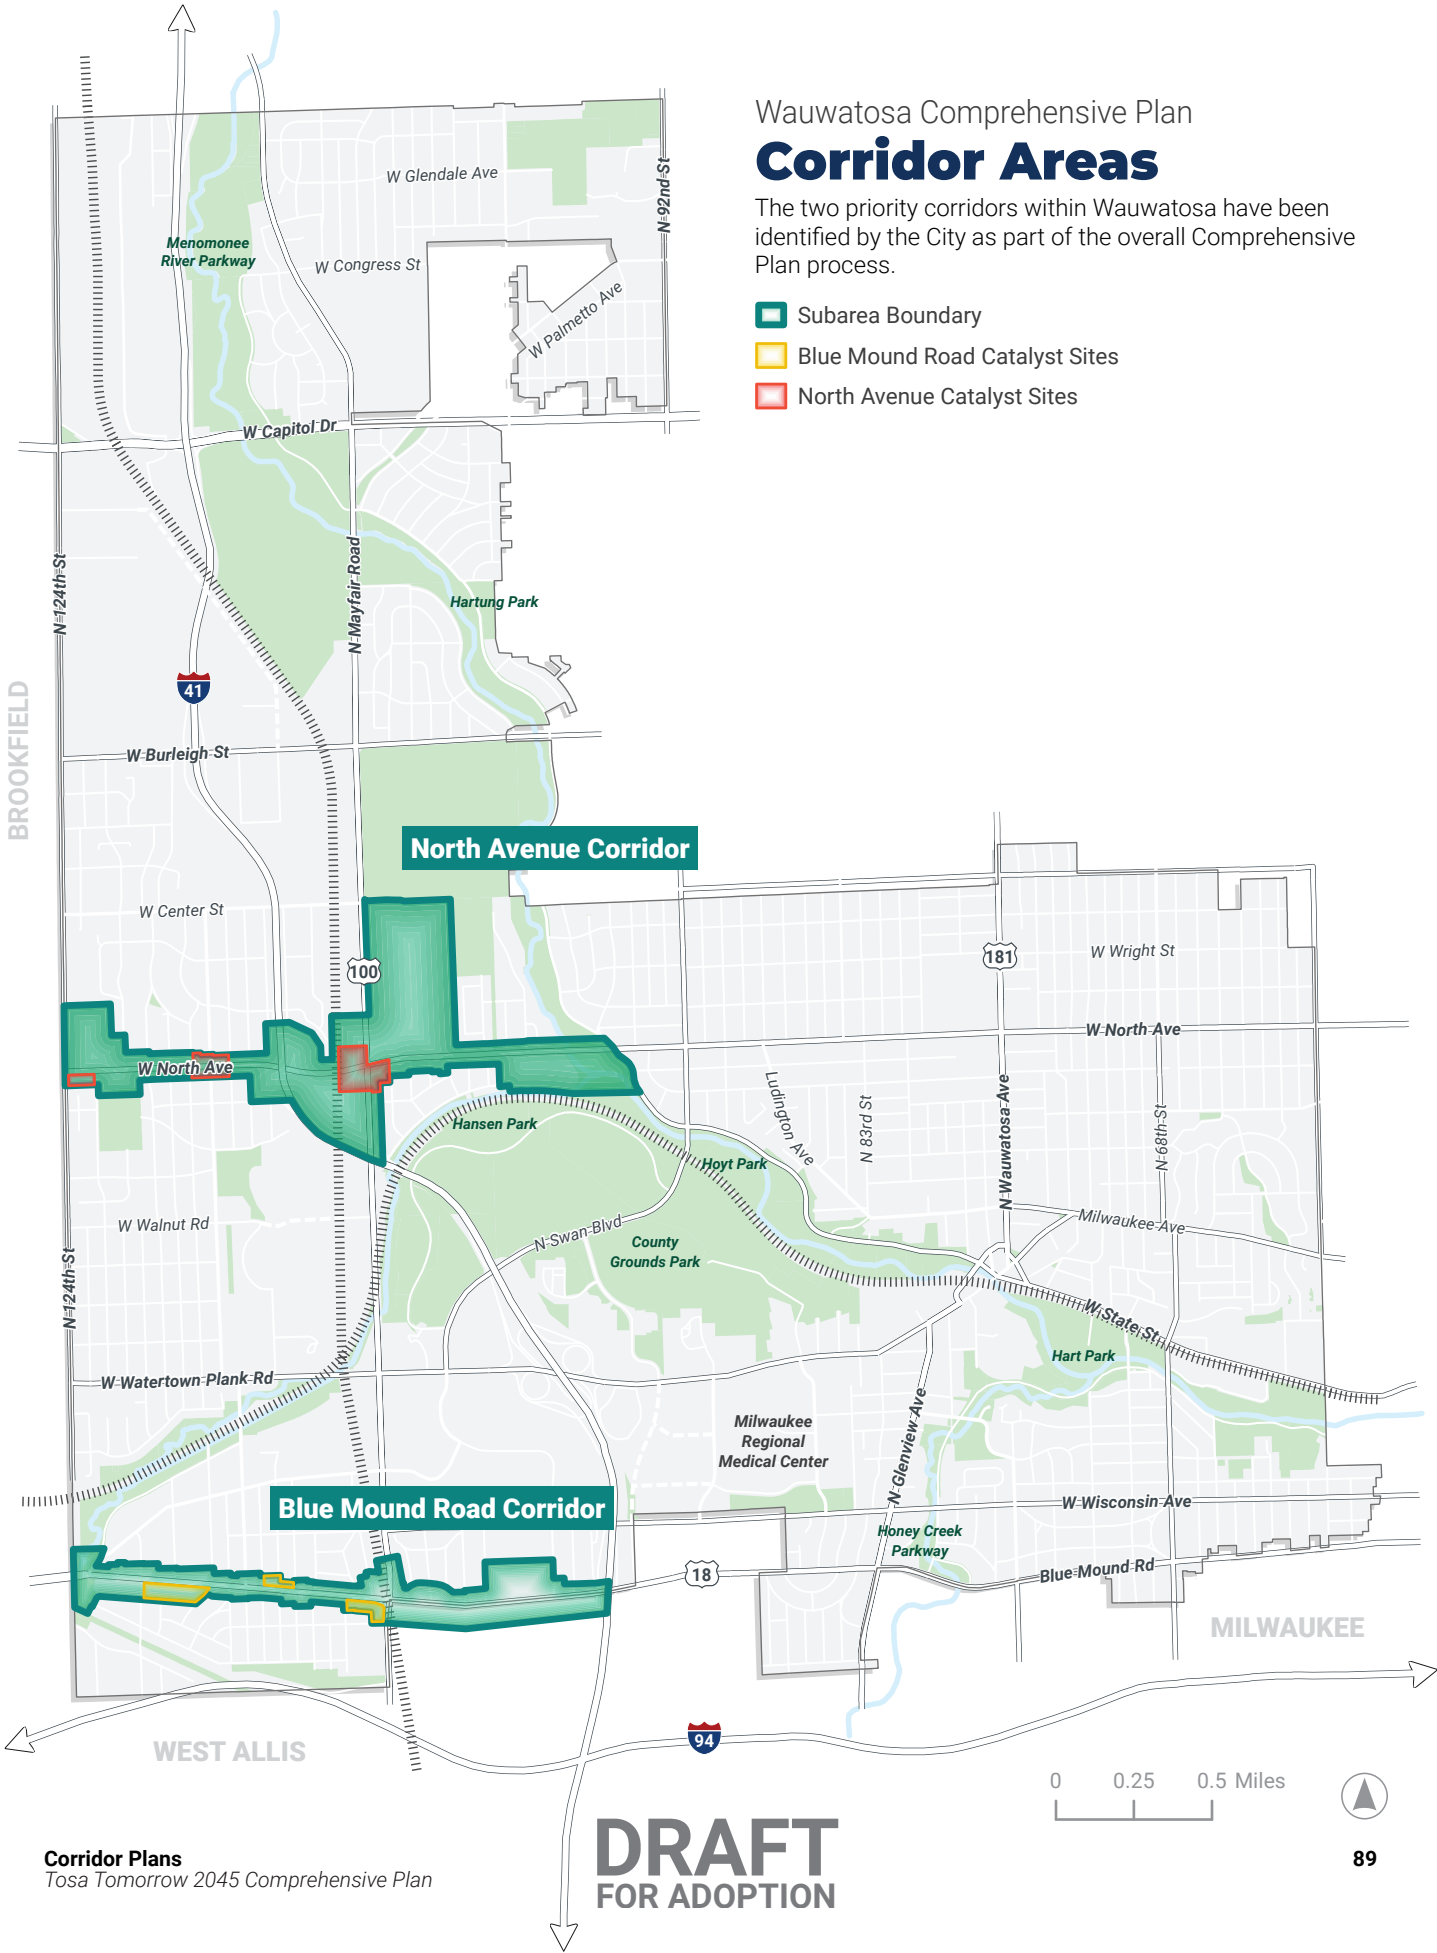 Wauwatosa Comprehensive Plan
Corridor Areas
The two priority corridors within Wauwatosa have been
identified by the City as part of the overall Comprehensive
Plan process.
Subarea Boundary
Blue Mound Road Catalyst Sites
North Avenue Catalyst Sites
W Glendale Ave
N 92nd St
Menomonee
River Parkway
W Congress St
W Palmetto Ave
W Capitol Dr
N 124th St
N Mayfair Road
Hartung Park
41
BROOKFIELD
W Burleigh St
North Avenue Corridor
W Center St
100
181
W Wright St
W North Ave
W North Ave
Ludington Ave
N 83rd St
N Wauwatosa Ave
N 68th St
Hansen Park
Hoyt Park
W Walnut Rd
N Swan Blvd
County
Grounds Park
Milwaukee Ave
N 124th St
W State St
Hart Park
W Watertown Plank Rd
Milwaukee
Regional
Medical Center
N Glenview Ave
Blue Mound Road Corridor
W Wisconsin Ave
Honey Creek
Parkway
18
Blue Mound Rd
MILWAUKEE
94
WEST ALLIS
0 0.25 0.5 Miles
DRAFT
FOR ADOPTION
Corridor Plans
Tosa Tomorrow 2045 Comprehensive Plan
89